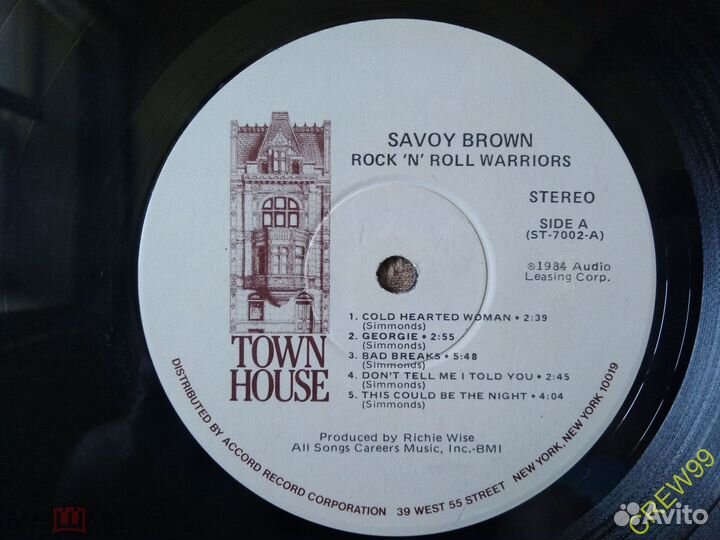 SAVOY BROWN
ROCK 'N' ROLL WARRIORS
STEREO
SIDE A
(ST-7002-A)
℗1984 Audio
Leasing Corp.
1. COLD HEARTED WOMAN • 2:39
(Simmonds)
2. GEORGIE • 2:55
(Simmonds)
3. BAD BREAKS • 5:48
(Simmonds)
4. DON'T TELL ME I TOLD YOU • 2:45
(Simmonds)
5. THIS COULD BE THE NIGHT • 4:04
(Simmonds)
TOWN
HOUSE
Produced by Richie Wise
All Songs Careers Music, Inc.-BMI
DISTRIBUTED BY ACCORD RECORD CORPORATION 39 WEST 55 STREET NEW YORK, NEW YORK 10019
CREW99
Avito